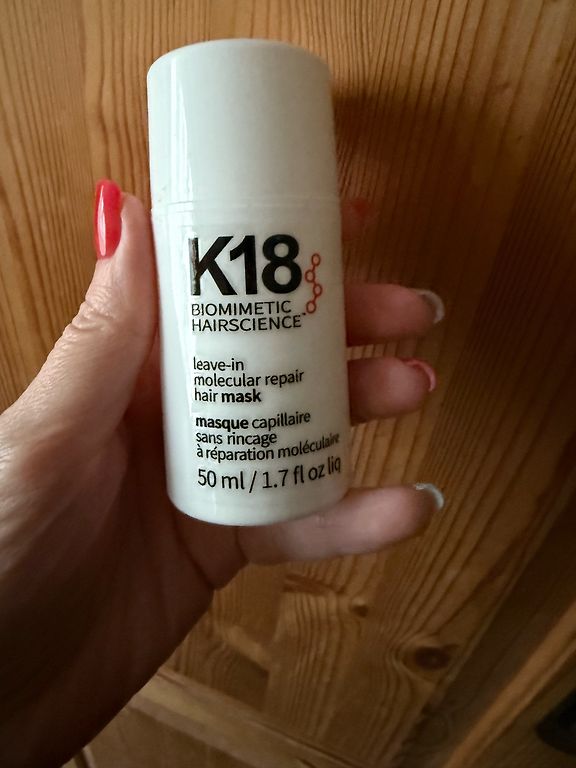 K18
BIOMIMETIC
HAIRSCIENCE™
leave-in
molecular repair
hair mask
masque capillaire
sans rinçage
à réparation moléculaire
50 ml / 1.7 fl oz liq